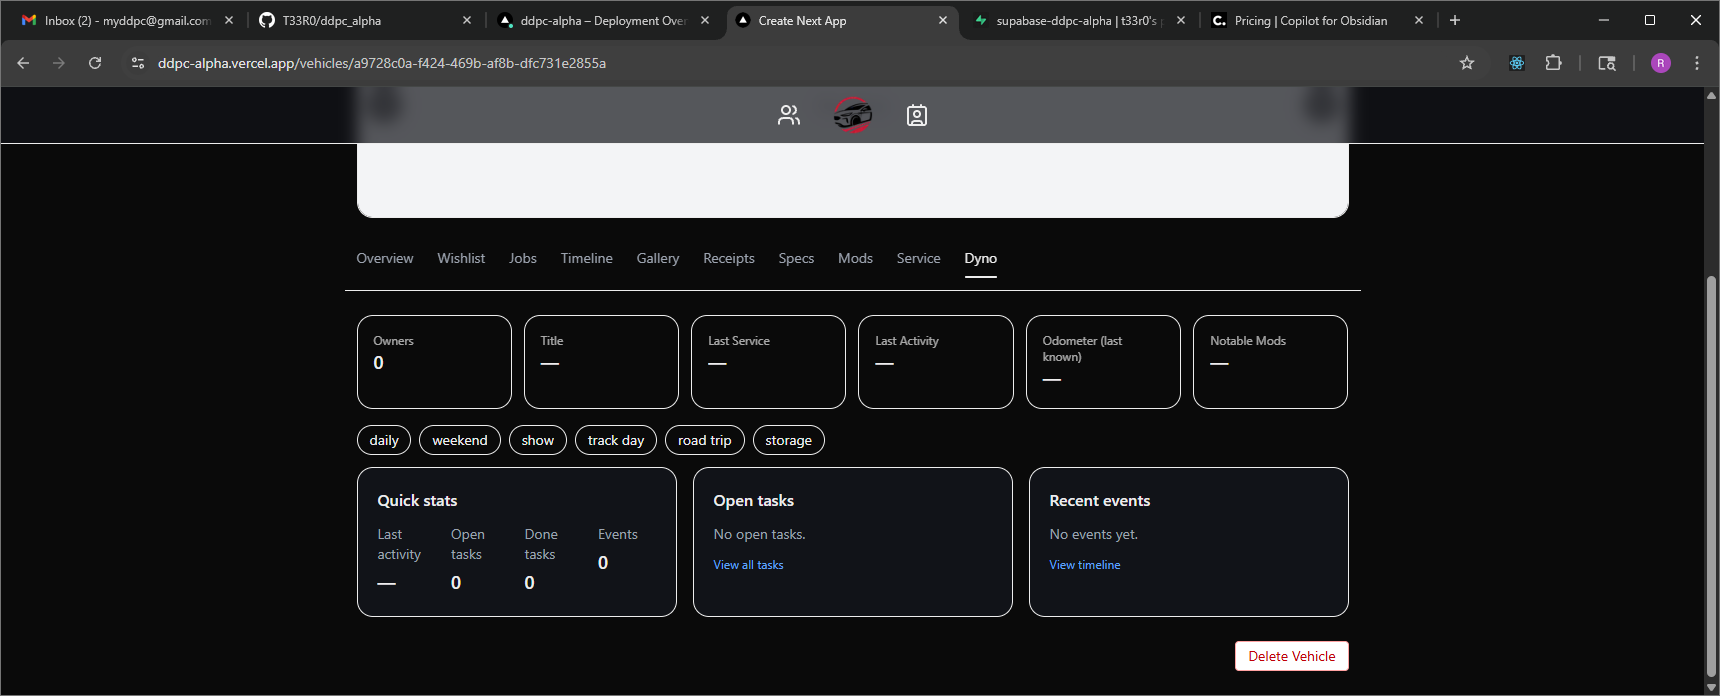 Inbox (2) - myddpc@gmail.com
T33R0/ddpc_alpha
ddpc-alpha – Deployment Over
Create Next App
supabase-ddpc-alpha | t33r0's
Pricing | Copilot for Obsidian
ddpc-alpha.vercel.app/vehicles/a9728c0a-f424-469b-af8b-dfc731e2855a
R
Overview Wishlist Jobs Timeline Gallery Receipts Specs Mods Service Dyno
Owners
0
Title
—
Last Service
—
Last Activity
—
Odometer (last
known)
—
Notable Mods
—
daily weekend show track day road trip storage
Quick stats
Last
activity
—
Open
tasks
0
Done
tasks
0
Events
0
Open tasks
No open tasks.
View all tasks
Recent events
No events yet.
View timeline
Delete Vehicle